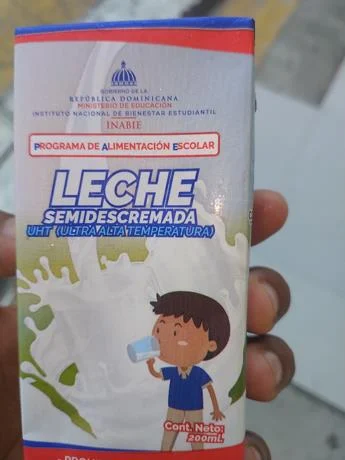 GOBIERNO DE LA
REPÚBLICA DOMINICANA
MINISTERIO DE EDUCACIÓN
INSTITUTO NACIONAL DE BIENESTAR ESTUDIANTIL
INABIE
PROGRAMA DE ALIMENTACIÓN ESCOLAR
LECHE
SEMIDESCREMADA
UHT (ULTRA ALTA TEMPERATURA)
Cont. Neto:
200mL